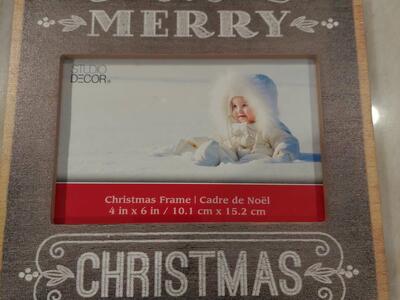 MERRY
STUDIO
DECOR®
Christmas Frame | Cadre de Noël
4 in x 6 in / 10.1 cm x 15.2 cm
CHRISTMAS